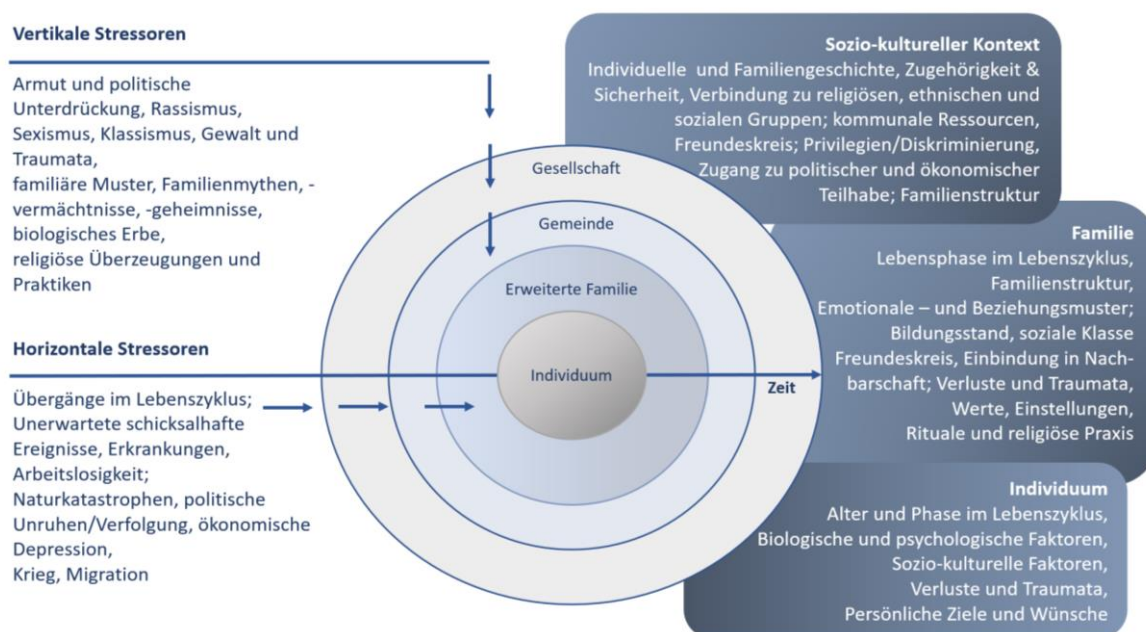 Vertikale Stressoren
Armut und politische
Unterdrückung, Rassismus,
Sexismus, Klassismus, Gewalt und
Traumata,
familiäre Muster, Familienmythen, -
vermächtnisse, -geheimnisse,
biologisches Erbe,
religiöse Überzeugungen und
Praktiken
Horizontale Stressoren
Übergänge im Lebenszyklus;
Unerwartete schicksalhafte
Ereignisse, Erkrankungen,
Arbeitslosigkeit;
Naturkatastrophen, politische
Unruhen/Verfolgung, ökonomische
Depression,
Krieg, Migration
Gesellschaft
Gemeinde
Erweiterte Familie
Individuum
Zeit
Sozio-kultureller Kontext
Individuelle und Familiengeschichte, Zugehörigkeit &
Sicherheit, Verbindung zu religiösen, ethnischen und
sozialen Gruppen; kommunale Ressourcen,
Freundeskreis; Privilegien/Diskriminierung,
Zugang zu politischer und ökonomischer
Teilhabe; Familienstruktur
Familie
Lebensphase im Lebenszyklus,
Familienstruktur,
Emotionale – und Beziehungsmuster;
Bildungsstand, soziale Klasse
Freundeskreis, Einbindung in Nach-
barschaft; Verluste und Traumata,
Werte, Einstellungen,
Rituale und religiöse Praxis
Individuum
Alter und Phase im Lebenszyklus,
Biologische und psychologische Faktoren,
Sozio-kulturelle Faktoren,
Verluste und Traumata,
Persönliche Ziele und Wünsche